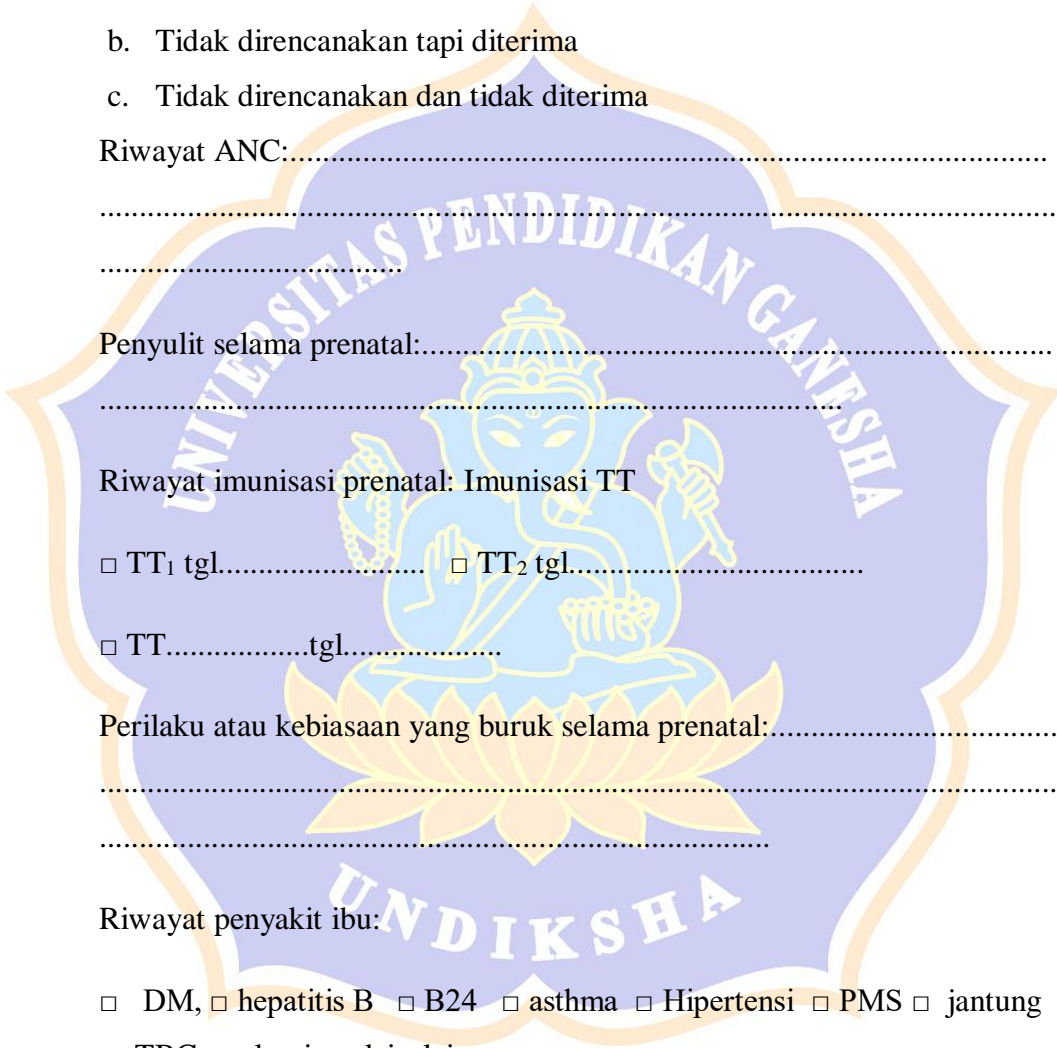 b. Tidak direncanakan tapi diterima
c. Tidak direncanakan dan tidak diterima
Riwayat ANC:...............................................................................................
........................................................................................................................
......................................
Penyulit selama prenatal:...............................................................................
.............................................................................................
Riwayat imunisasi prenatal: Imunisasi TT
□ TT₁ tgl.......................... □ TT₂ tgl.....................................
□ TT..................tgl....................
Perilaku atau kebiasaan yang buruk selama prenatal:....................................
........................................................................................................................
....................................................................................
Riwayat penyakit ibu:
□ DM, □ hepatitis B □ B24 □ asthma □ Hipertensi □ PMS □ jantung
UNIVERSITAS PENDIDIKAN GANESHA
UNDIKSHA